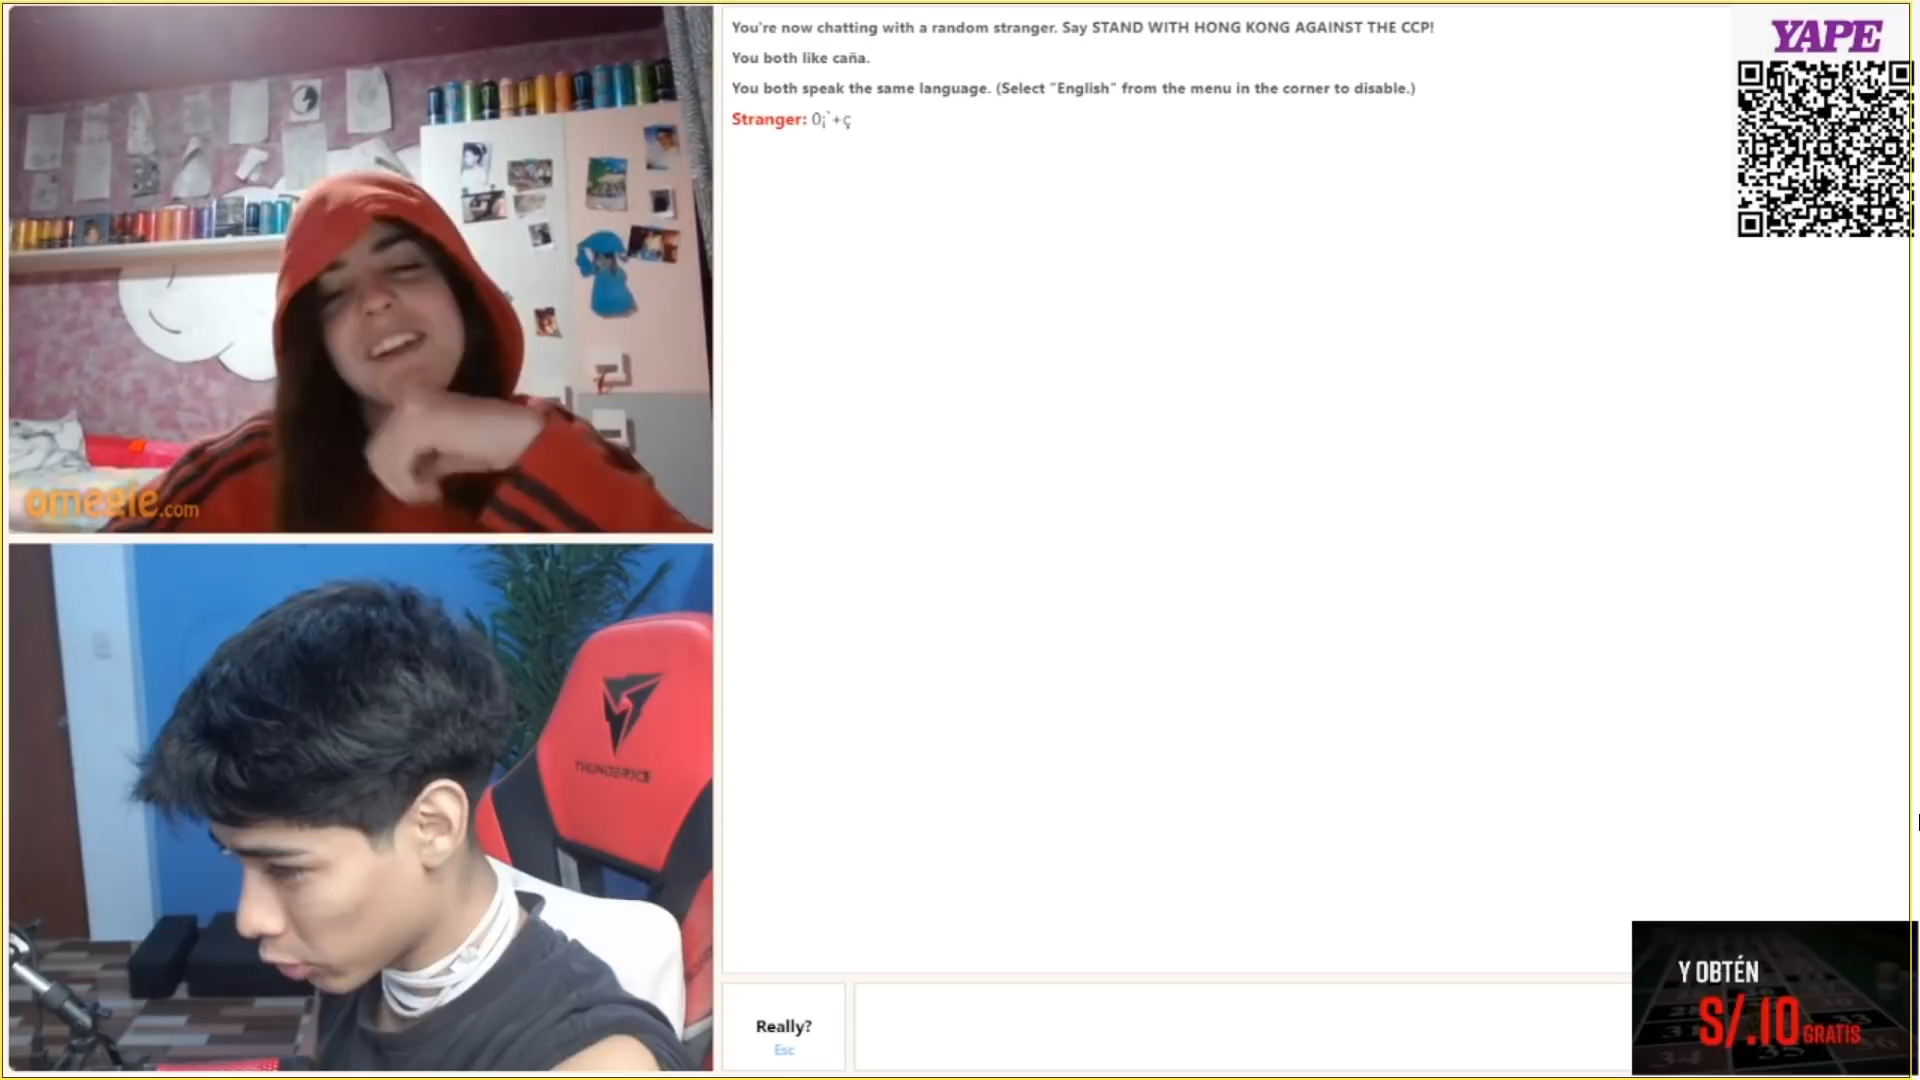 You're now chatting with a random stranger. Say STAND WITH HONG KONG AGAINST THE CCP!
You both like caña.
You both speak the same language. (Select "English" from the menu in the corner to disable.)
Stranger: 0¡`+ç
YAPE
omegle.com
THUNDERX3
Really?
Esc
Y OBTÉN
S/.10 GRATIS